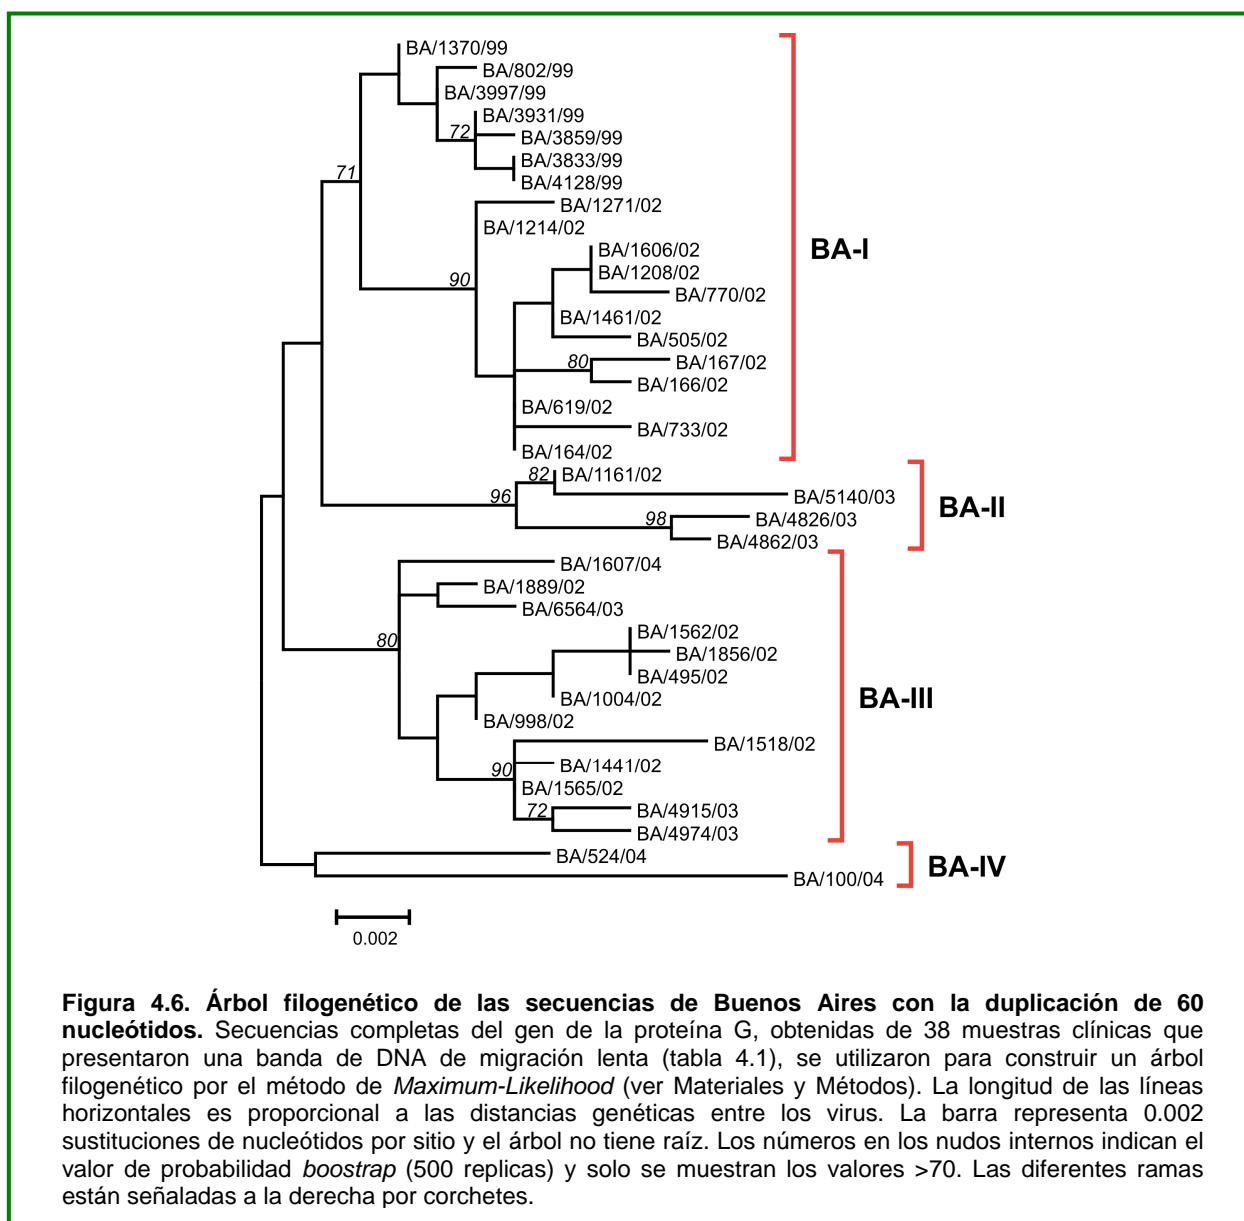 BA/1370/99
BA/802/99
BA/3997/99
BA/3931/99
72
BA/3859/99
BA/3833/99
71
BA/4128/99
BA/1271/02
BA/1214/02
BA-I
BA/1606/02
BA/1208/02
90
BA/770/02
BA/1461/02
BA/505/02
80
BA/167/02
BA/166/02
BA/619/02
BA/733/02
BA/164/02
82
BA/1161/02
96
BA/5140/03
BA-II
98
BA/4826/03
BA/4862/03
BA/1607/04
BA/1889/02
BA/6564/03
BA/1562/02
80
BA/1856/02
BA/495/02
BA/1004/02
BA-III
BA/998/02
BA/1518/02
90
BA/1441/02
BA/1565/02
72
BA/4915/03
BA/4974/03
BA/524/04
BA-IV
BA/100/04
0.002
Figura 4.6. Árbol filogenético de las secuencias de Buenos Aires con la duplicación de 60
nucleótidos. Secuencias completas del gen de la proteína G, obtenidas de 38 muestras clínicas que
presentaron una banda de DNA de migración lenta (tabla 4.1), se utilizaron para construir un árbol
filogenético por el método de Maximum-Likelihood (ver Materiales y Métodos). La longitud de las líneas
horizontales es proporcional a las distancias genéticas entre los virus. La barra representa 0.002
sustituciones de nucleótidos por sitio y el árbol no tiene raíz. Los números en los nudos internos indican el
valor de probabilidad boostrap (500 replicas) y solo se muestran los valores >70. Las diferentes ramas
están señaladas a la derecha por corchetes.